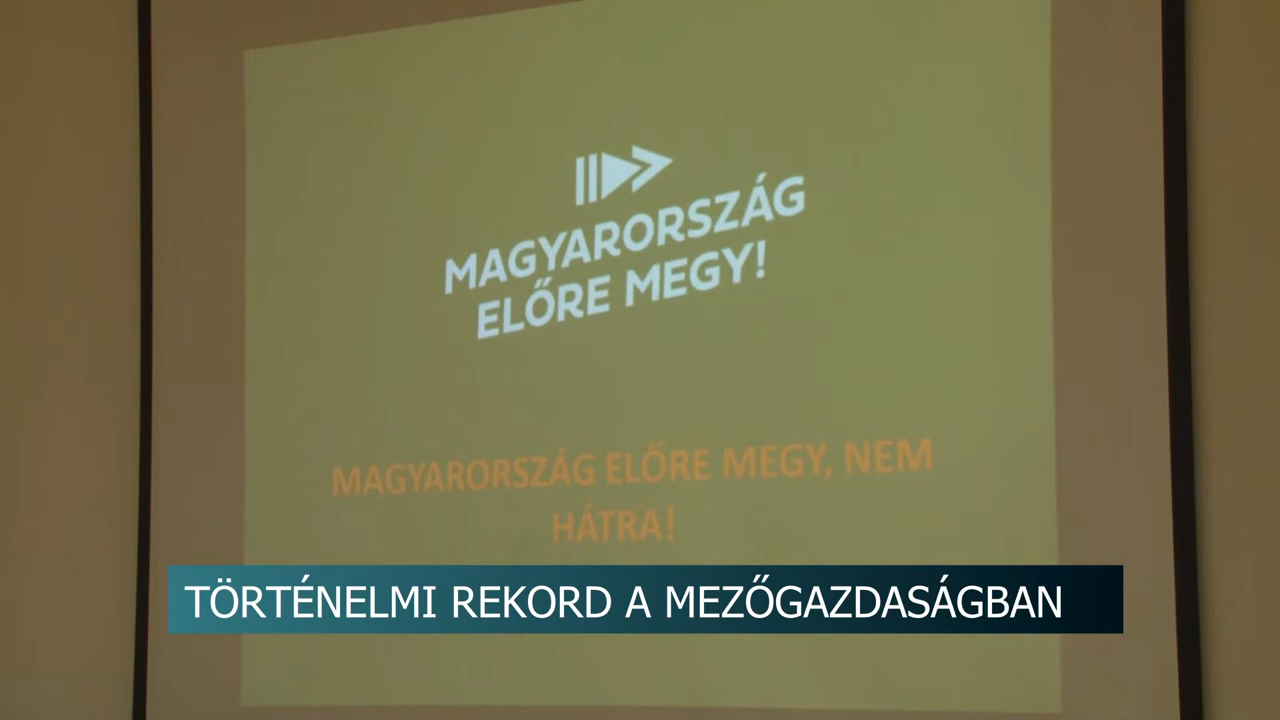 MAGYARORSZÁG
ELŐRE MEGY!
MAGYARORSZÁG ELŐRE MEGY, NEM
HÁTRA!
TÖRTÉNELMI REKORD A MEZŐGAZDASÁGBAN